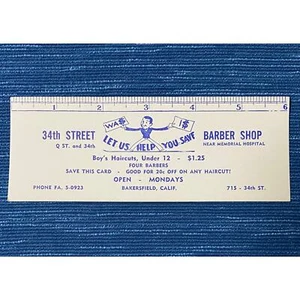 1 2 3 4 5 6
WA$ I$
34th STREET LET US HELP YOU SAVE BARBER SHOP
Q ST. and 34th NEAR MEMORIAL HOSPITAL
Boy's Haircuts, Under 12 - $1.25
FOUR BARBERS
SAVE THIS CARD - GOOD FOR 20c OFF ON ANY HAIRCUT!
OPEN - MONDAYS
PHONE FA. 5-0923 BAKERSFIELD, CALIF. 715 - 34th ST.